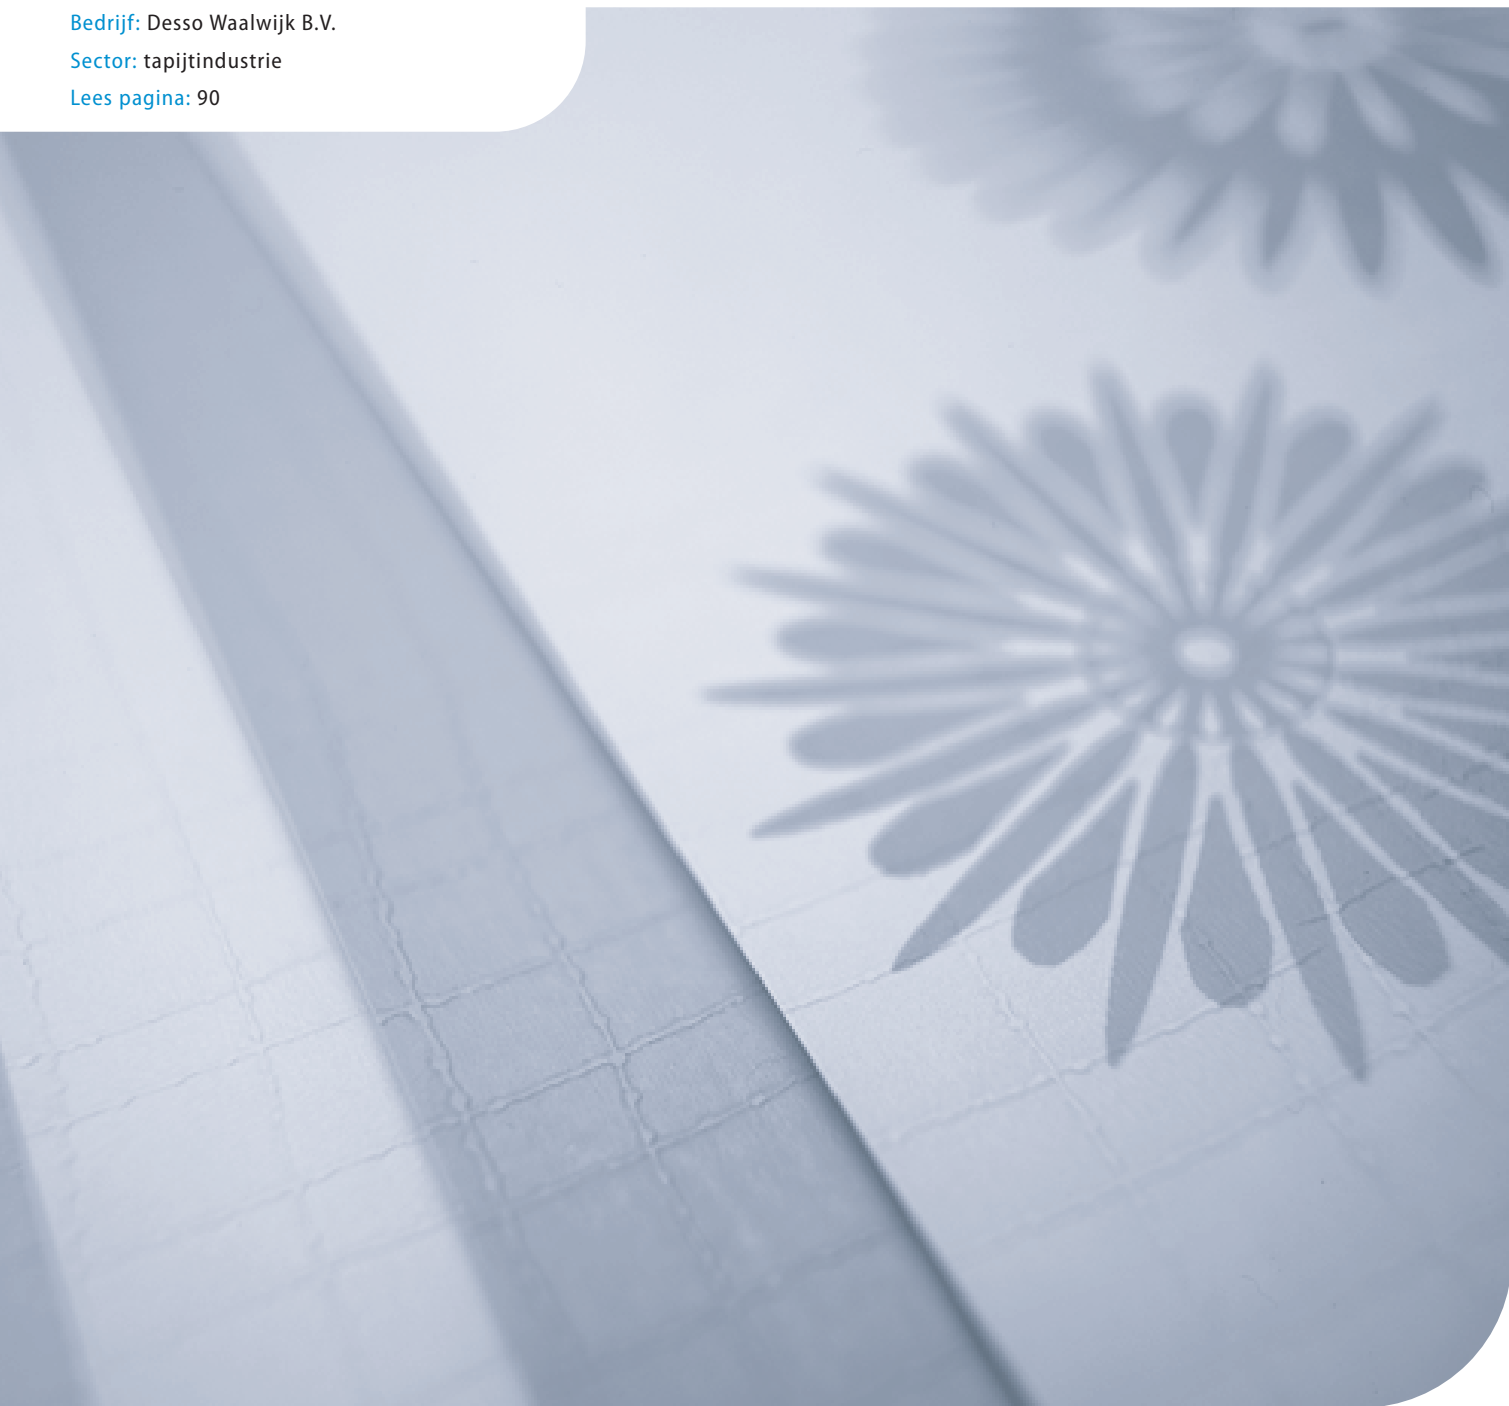 Bedrijf: Desso Waalwijk B.V.
Sector: tapijtindustrie
Lees pagina: 90